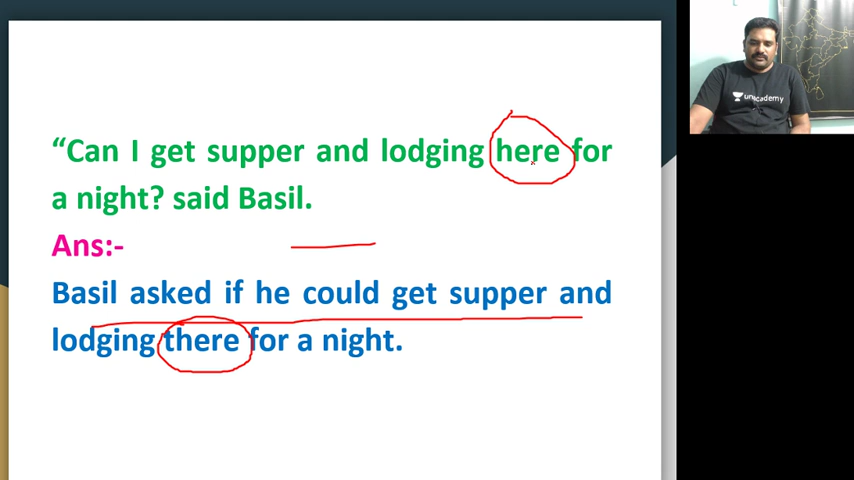 “Can I get supper and lodging here for
a night? said Basil.
Ans:-
Basil asked if he could get supper and
lodging there for a night.
unacademy